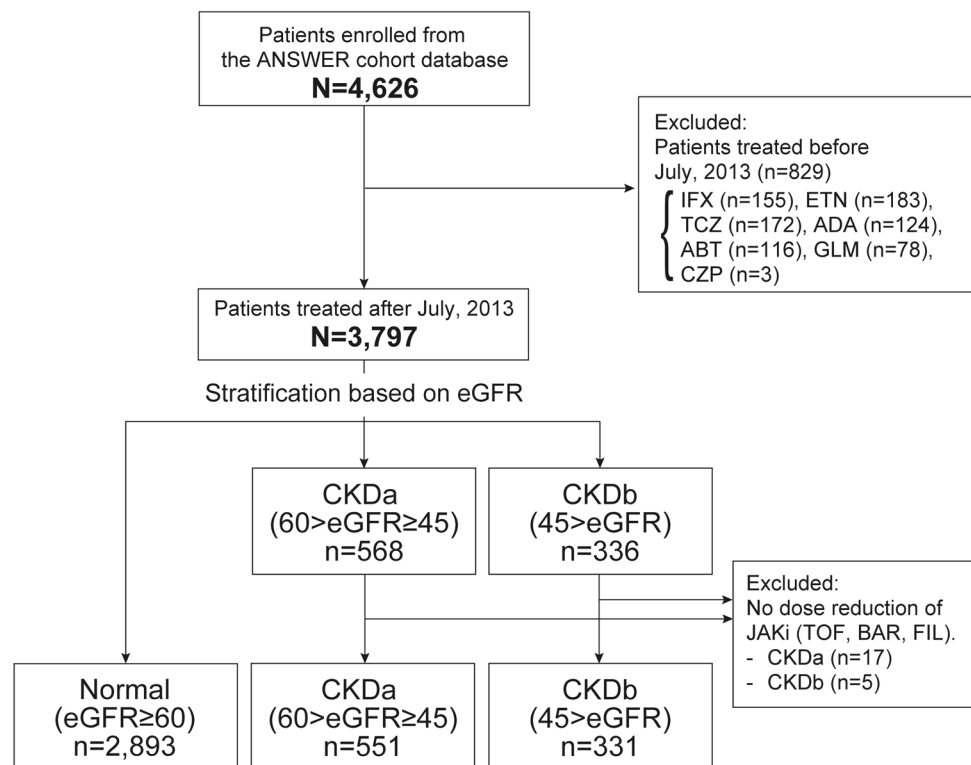 Patients enrolled from
the ANSWER cohort database
N=4,626
Excluded:
Patients treated before
July, 2013 (n=829)
IFX (n=155), ETN (n=183),
TCZ (n=172), ADA (n=124),
ABT (n=116), GLM (n=78),
CZP (n=3)
Patients treated after July, 2013
N=3,797
Stratification based on eGFR
CKDa
(60>eGFR≥45)
n=568
CKDb
(45>eGFR)
n=336
Excluded:
No dose reduction of
JAKi (TOF, BAR, FIL).
- CKDa (n=17)
- CKDb (n=5)
Normal
(eGFR≥60)
n=2,893
CKDa
(60>eGFR≥45)
n=551
CKDb
(45>eGFR)
n=331